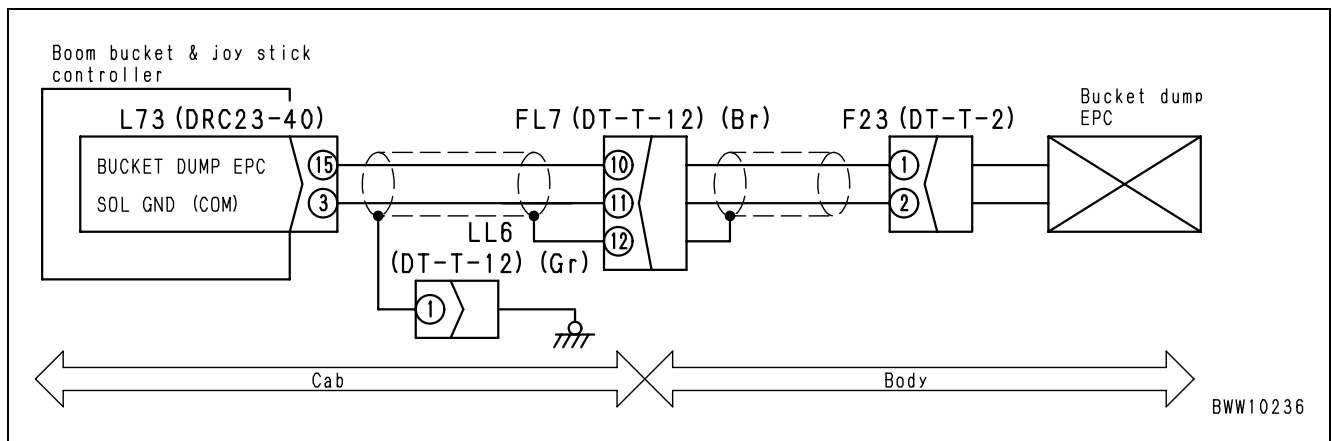 Boom bucket & joy stick
controller
L73 (DRC23-40)
FL7 (DT-T-12) (Br)
F23 (DT-T-2)
Bucket dump
EPC
BUCKET DUMP EPC
15
10
1
SOL GND (COM)
3
11
2
12
LL6
(DT-T-12) (Gr)
1
Cab
Body
BWW10236